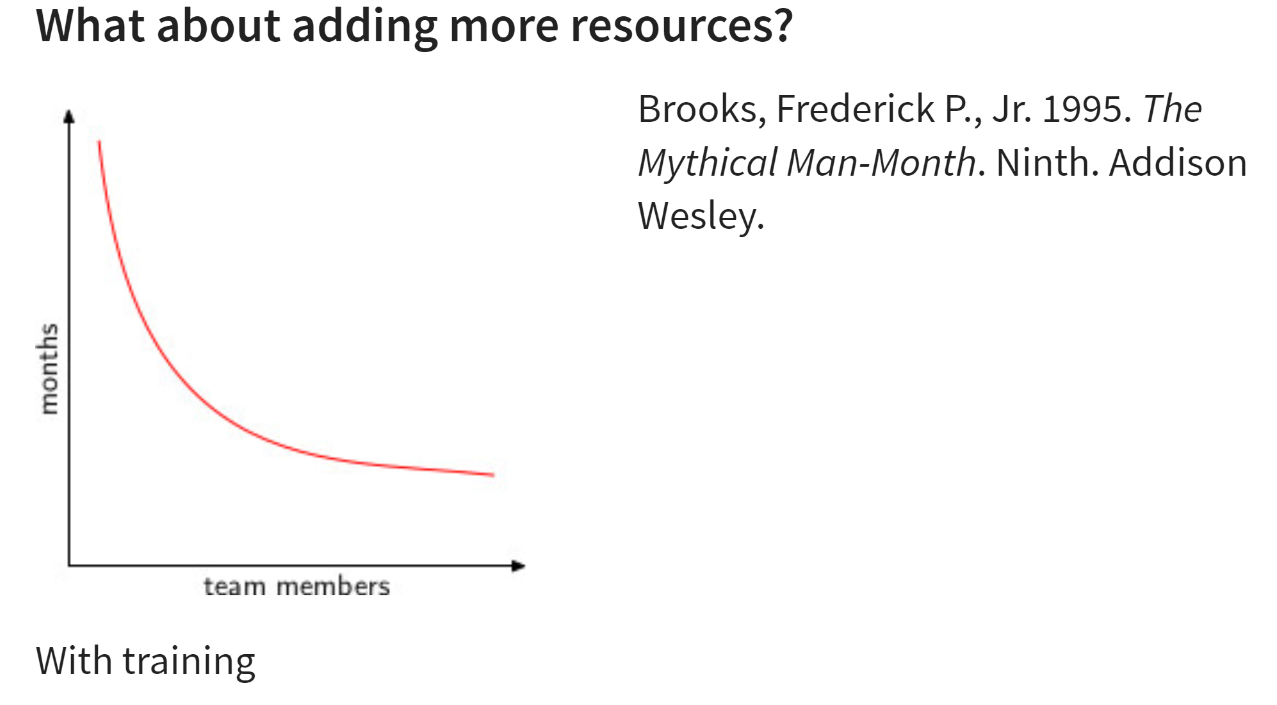 What about adding more resources?
Brooks, Frederick P., Jr. 1995. The
Mythical Man-Month. Ninth. Addison
Wesley.
months
team members
With training